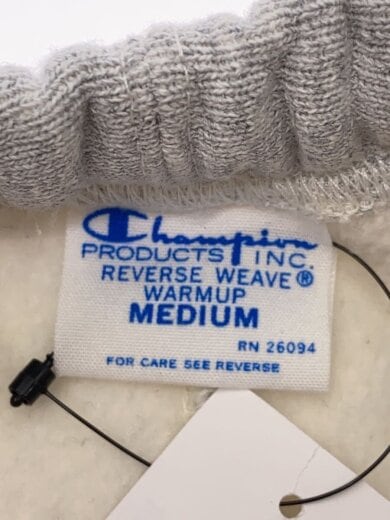 Champion
PRODUCTS INC.
REVERSE WEAVE®
WARMUP
MEDIUM
RN 26094
FOR CARE SEE REVERSE